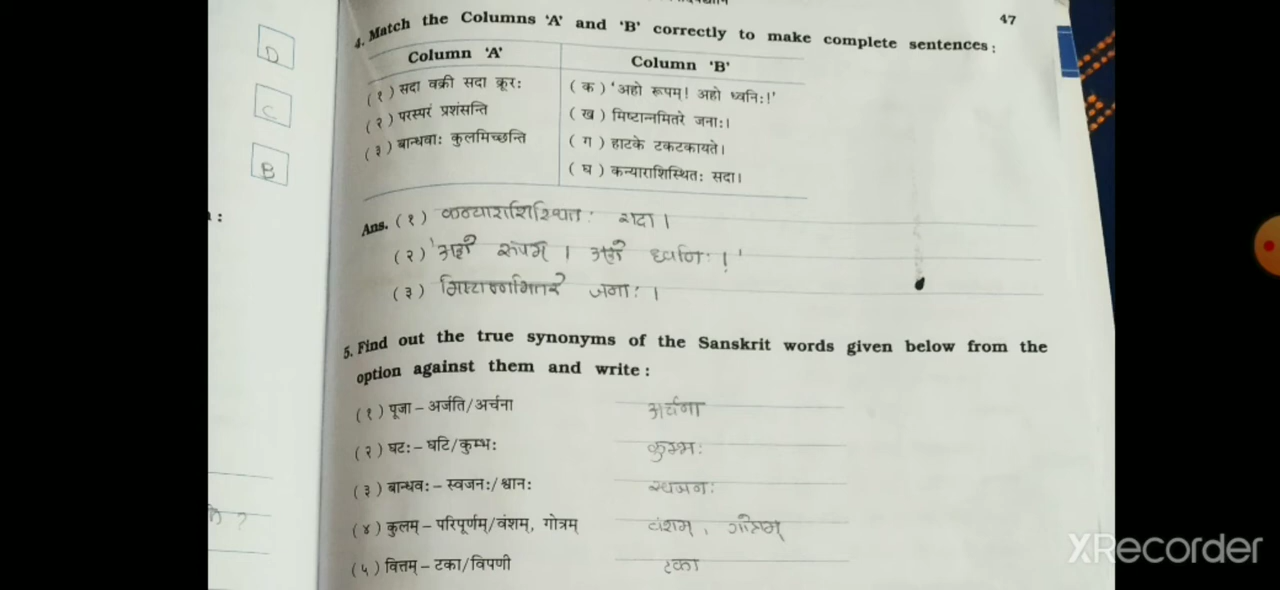 47
4. Match the Columns 'A' and 'B' correctly to make complete sentences :
Column 'A' Column 'B'
(१) सदा वक्री सदा क्रूरः (क) 'अहो रूपम्! अहो ध्वनिः!'
(२) परस्परं प्रशंसन्ति (ख) मिष्टान्नमितरे जनाः।
(३) बान्धवाः कुलमिच्छन्ति (ग) हाटके टकटकायते।
(घ) कन्याराशिस्थितः सदा।
Ans. (१) कन्याराशिस्थितः सदा।
(२) 'अहो रूपम् । अहो ध्वनिः!'
(३) मिष्टान्नमितरे जनाः।
5. Find out the true synonyms of the Sanskrit words given below from the
option against them and write :
(१) पूजा – अर्जति/अर्चना अर्चना
(२) घटः – घटि/कुम्भः कुम्भः
(३) बान्धवः – स्वजनः/श्वानः स्वजनः
(४) कुलम् – परिपूर्णम्/वंशम्, गोत्रम् वंशम्, गोत्रम्
(५) वित्तम् – टका/विपणी टका
D
C
B
:
?
XRecorder